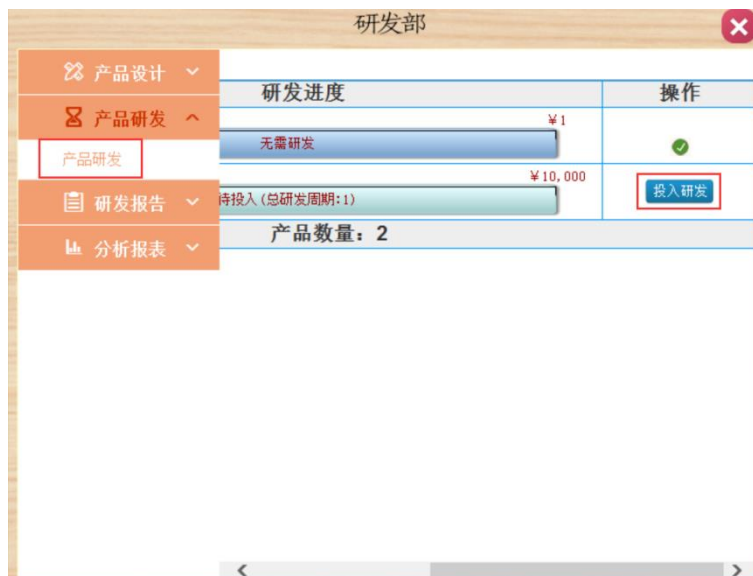 研发部
产品设计
产品研发
产品研发
研发报告
分析报表
研发进度
操作
¥1
无需研发
¥10,000
待投入(总研发周期:1)
投入研发
产品数量：2